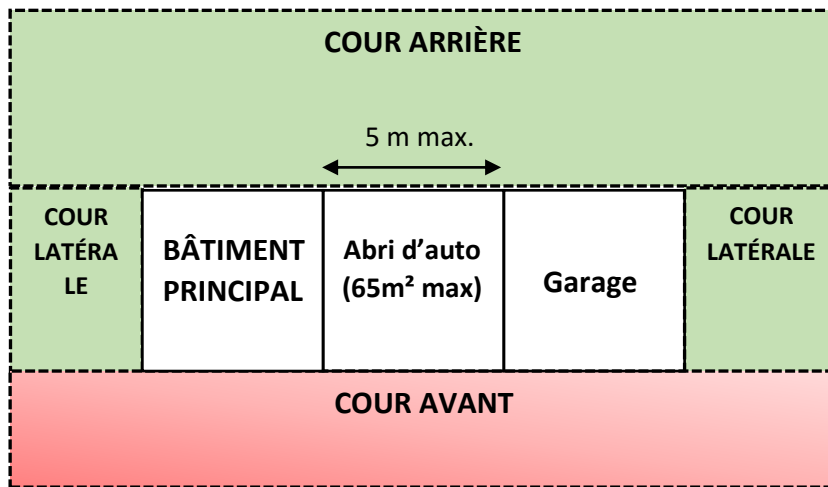 COUR ARRIÈRE
5 m max.
COUR
LATÉRA
LE
BÂTIMENT
PRINCIPAL
Abri d’auto
(65m² max)
Garage
COUR
LATÉRALE
COUR AVANT